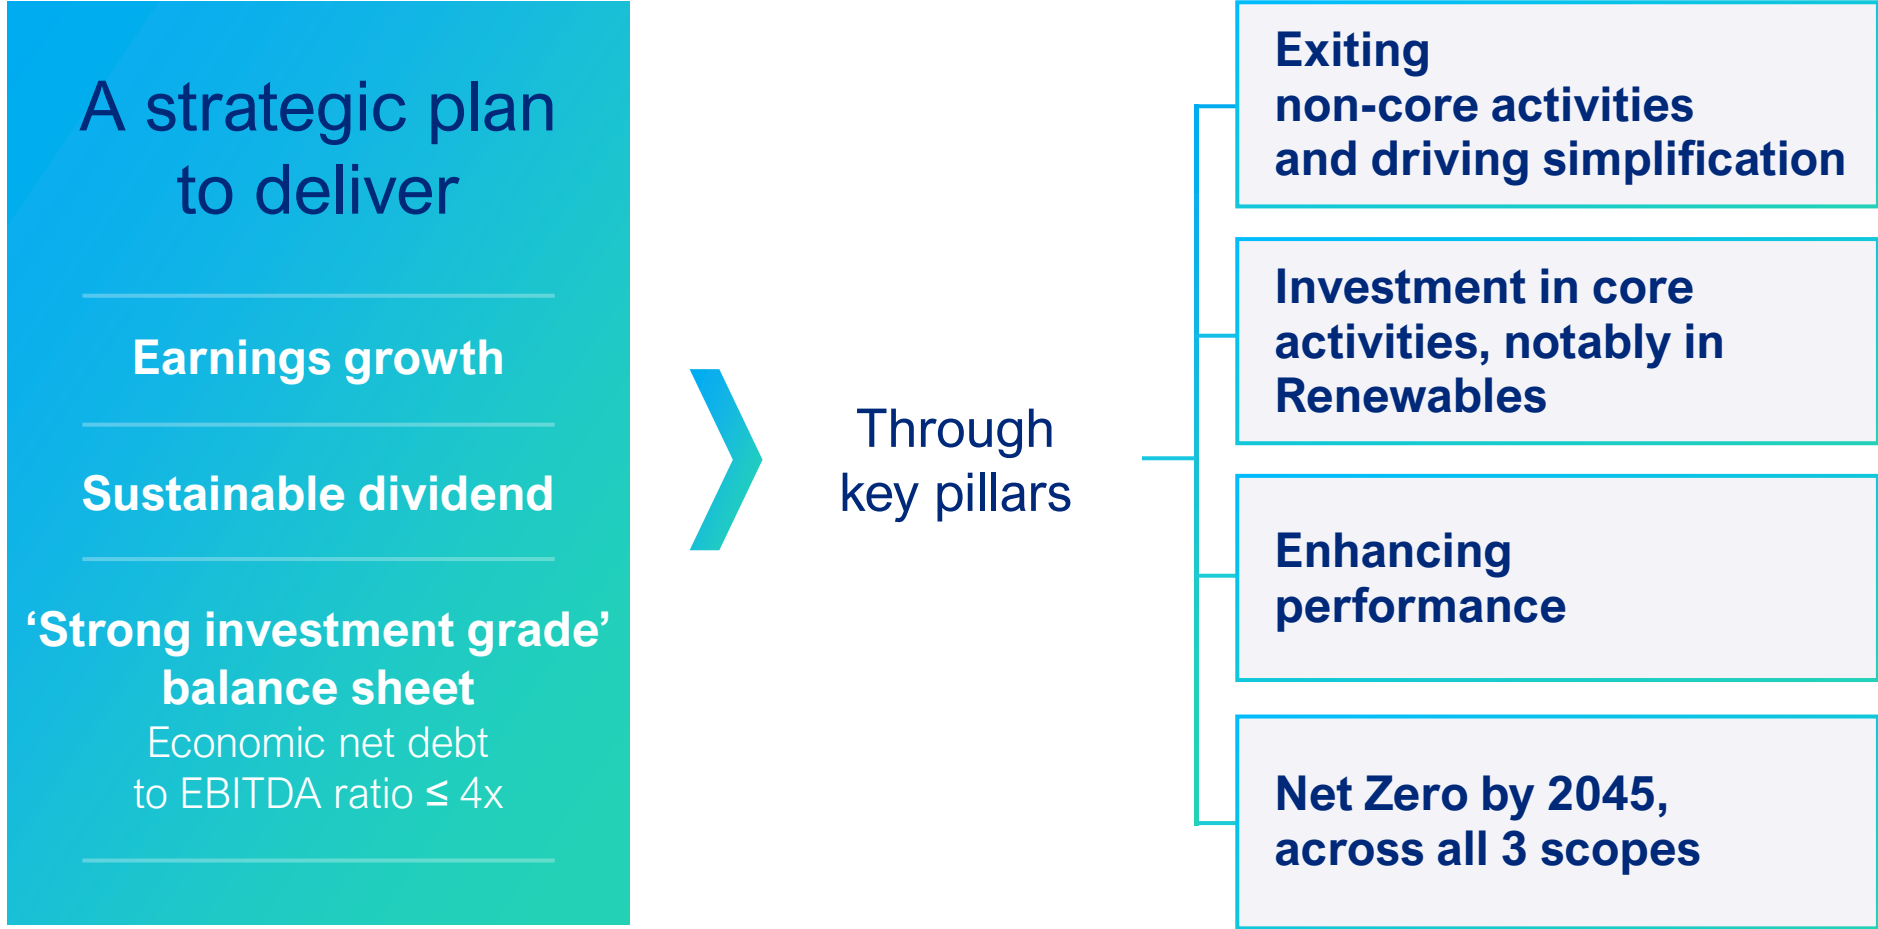 A strategic plan
to deliver
Earnings growth
Sustainable dividend
‘Strong investment grade’
balance sheet
Economic net debt
to EBITDA ratio ≤ 4x
Through
key pillars
Exiting
non-core activities
and driving simplification
Investment in core
activities, notably in
Renewables
Enhancing
performance
Net Zero by 2045,
across all 3 scopes